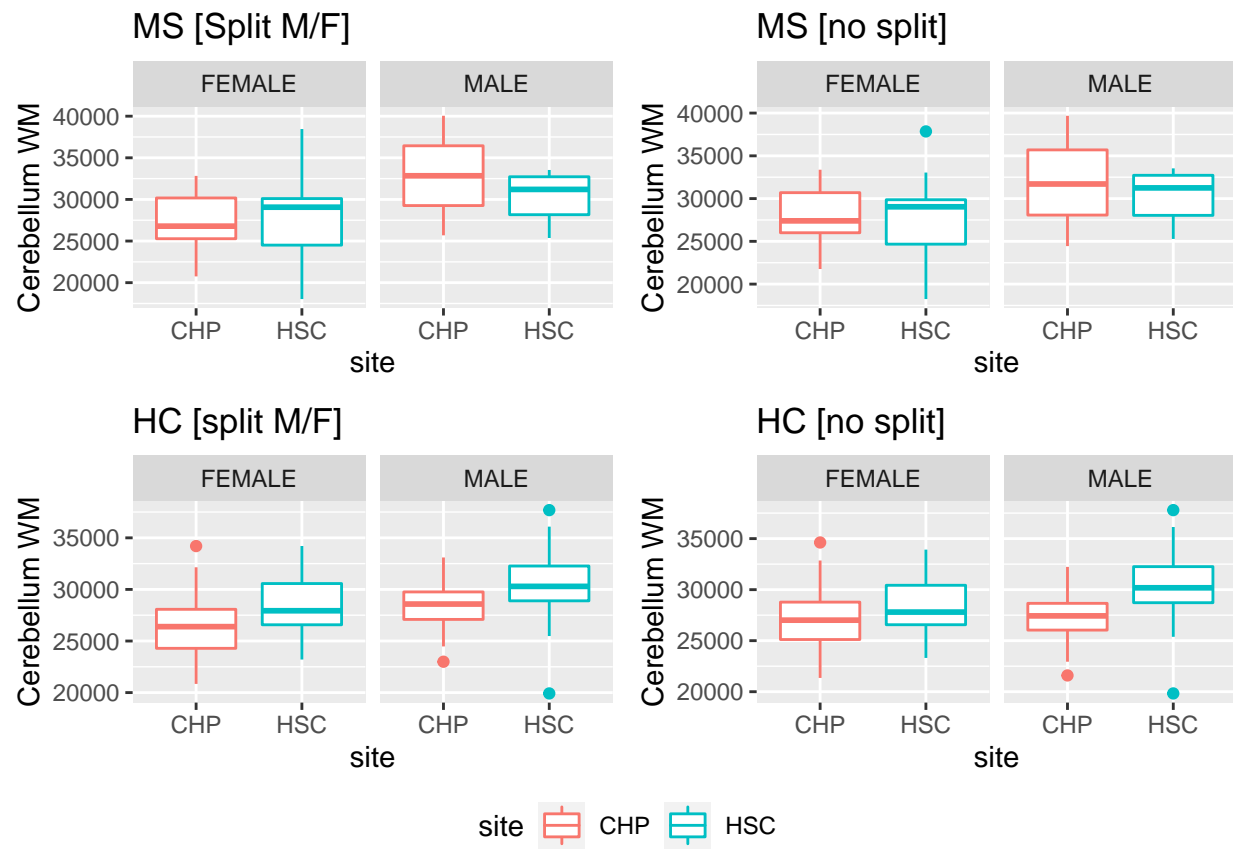 MS [Split M/F]
FEMALE MALE
Cerebellum WM
40000
35000
30000
25000
20000
CHP HSC CHP HSC
site
MS [no split]
FEMALE MALE
Cerebellum WM
40000
35000
30000
25000
20000
CHP HSC CHP HSC
site
HC [split M/F]
FEMALE MALE
Cerebellum WM
35000
30000
25000
20000
CHP HSC CHP HSC
site
HC [no split]
FEMALE MALE
Cerebellum WM
35000
30000
25000
20000
CHP HSC CHP HSC
site
site CHP HSC